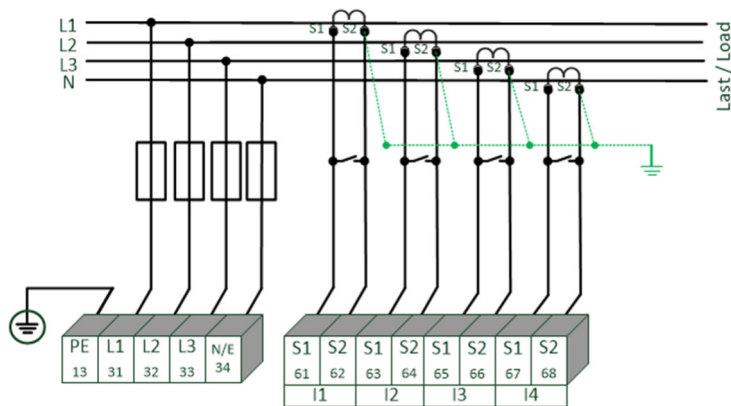 L1
L2
L3
N
S1 S2
S1 S2
S1 S2
S1 S2
Last / Load
PE L1 L2 L3 N/E
13 31 32 33 34
S1 S2 S1 S2 S1 S2 S1 S2
61 62 63 64 65 66 67 68
I1 I2 I3 I4